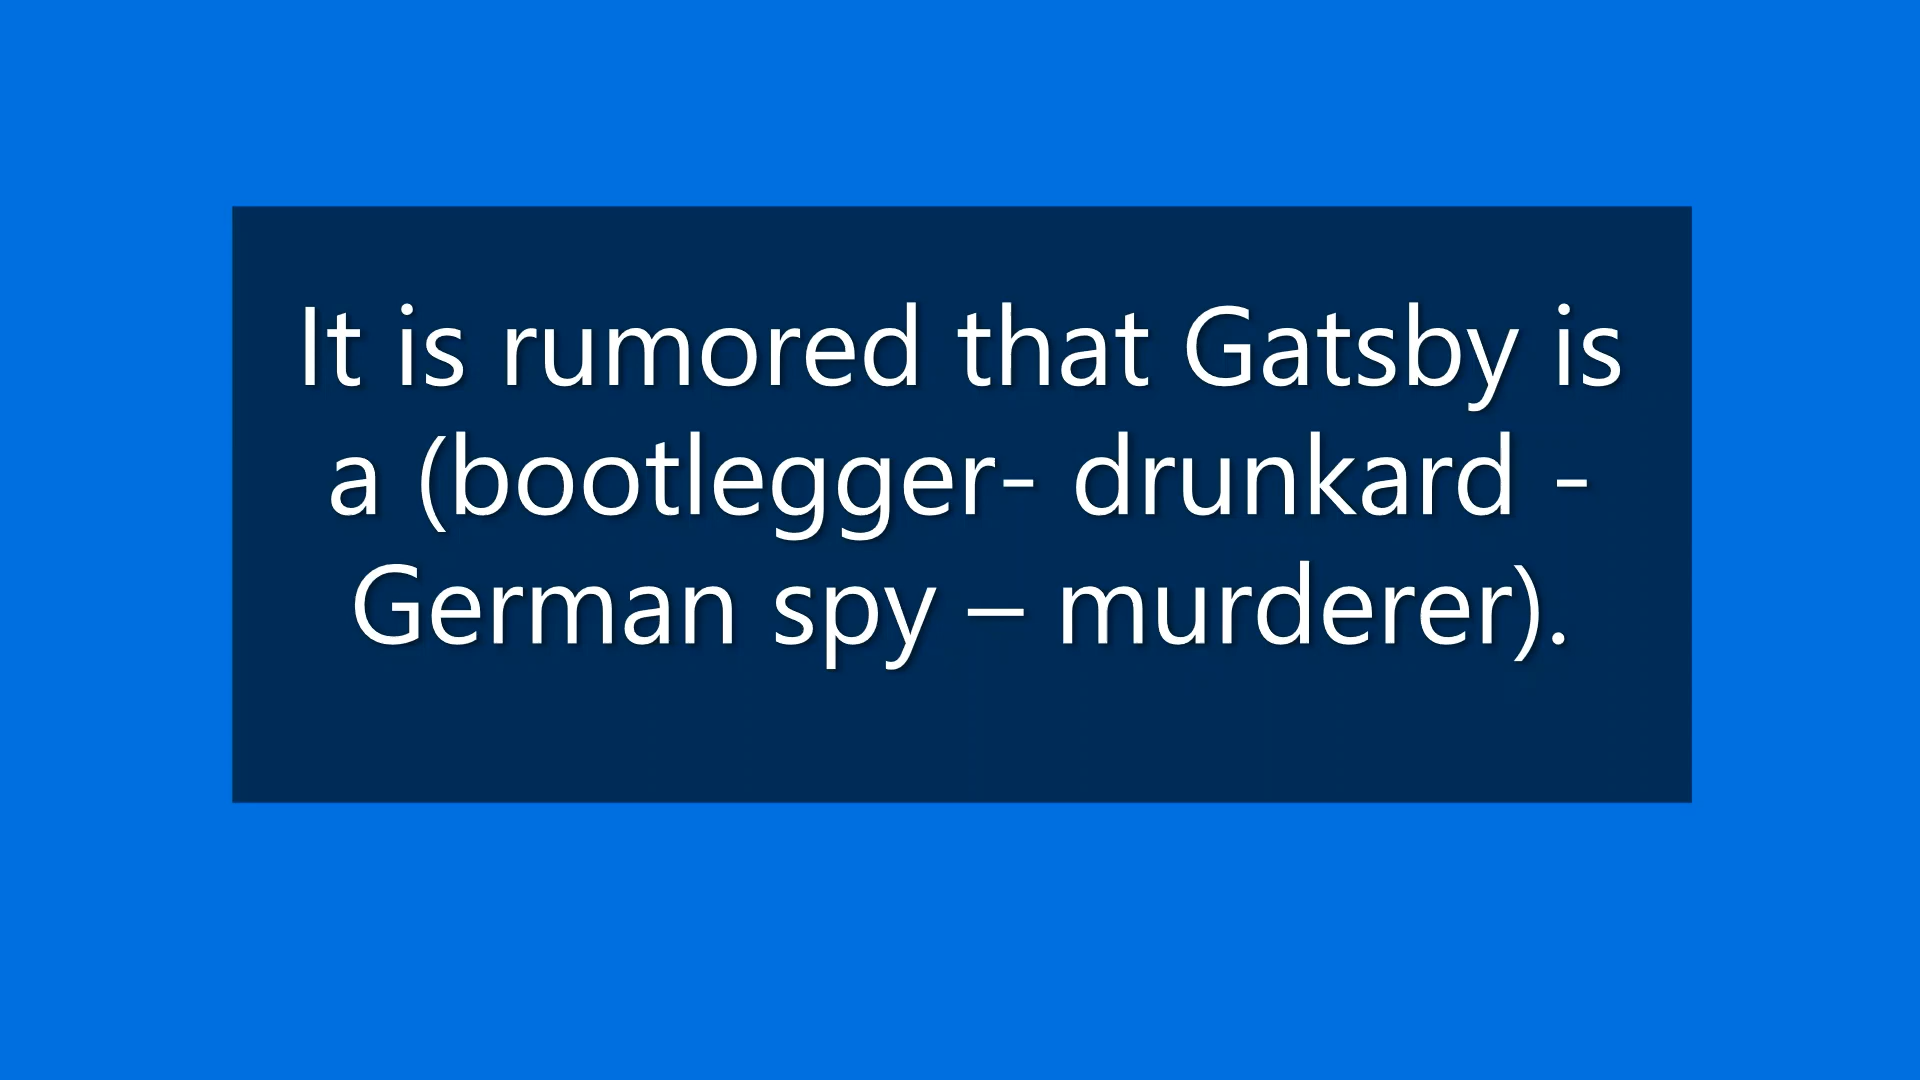 It is rumored that Gatsby is
a (bootlegger- drunkard -
German spy – murderer).